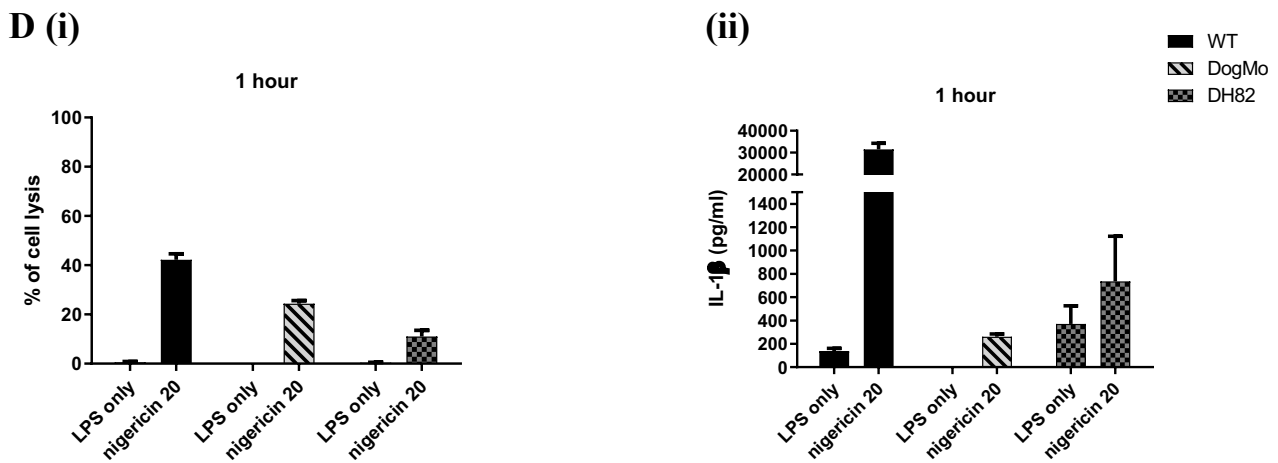 D (i)
1 hour
% of cell lysis
100
80
60
40
20
0
LPS only
nigericin 20
LPS only
nigericin 20
LPS only
nigericin 20
(ii)
WT
DogMo
DH82
1 hour
IL-1β (pg/ml)
40000
30000
20000
1400
1200
1000
800
600
400
200
0
LPS only
nigericin 20
LPS only
nigericin 20
LPS only
nigericin 20